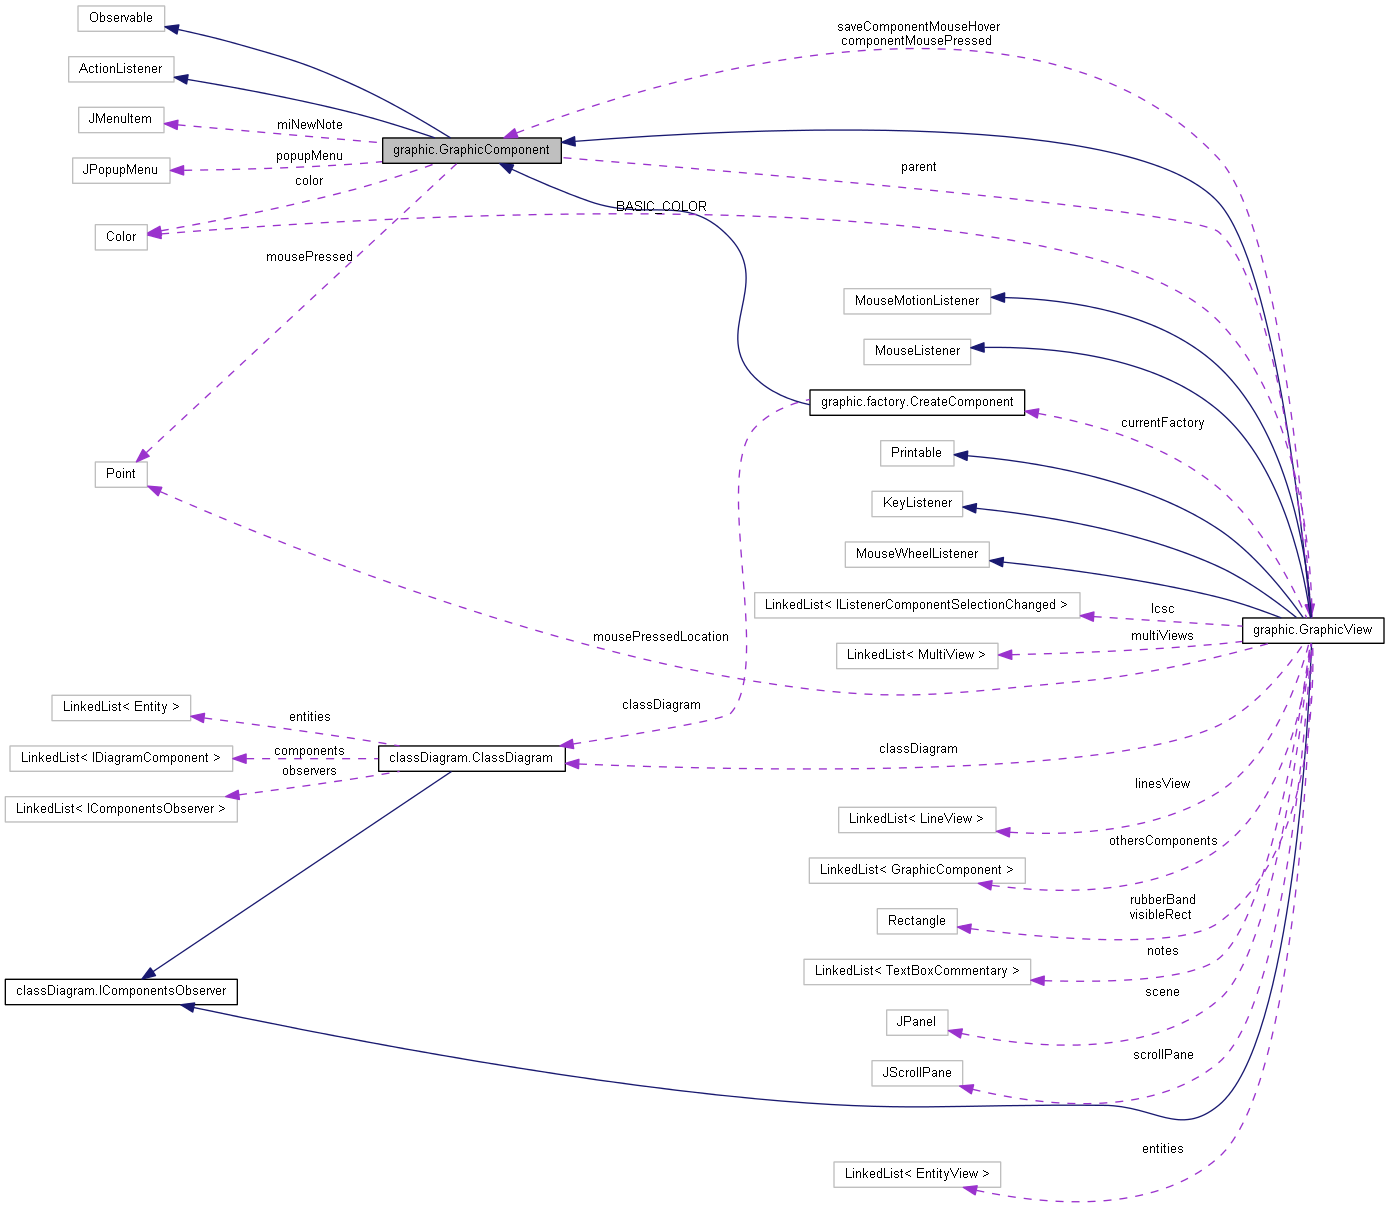 Observable
saveComponentMouseHover
componentMousePressed
ActionListener
JMenuItem
miNewNote
graphic.GraphicComponent
popupMenu
JPopupMenu
parent
color
BASIC_COLOR
Color
mousePressed
MouseMotionListener
MouseListener
graphic.factory.CreateComponent
currentFactory
Printable
Point
KeyListener
MouseWheelListener
LinkedList< IListenerComponentSelectionChanged >
lcsc
graphic.GraphicView
mousePressedLocation
multiViews
LinkedList< MultiView >
LinkedList< Entity >
entities
classDiagram
components
classDiagram.ClassDiagram
classDiagram
LinkedList< IDiagramComponent >
observers
linesView
LinkedList< IComponentsObserver >
LinkedList< LineView >
othersComponents
LinkedList< GraphicComponent >
rubberBand
visibleRect
Rectangle
notes
LinkedList< TextBoxCommentary >
classDiagram.IComponentsObserver
scene
JPanel
scrollPane
JScrollPane
entities
LinkedList< EntityView >